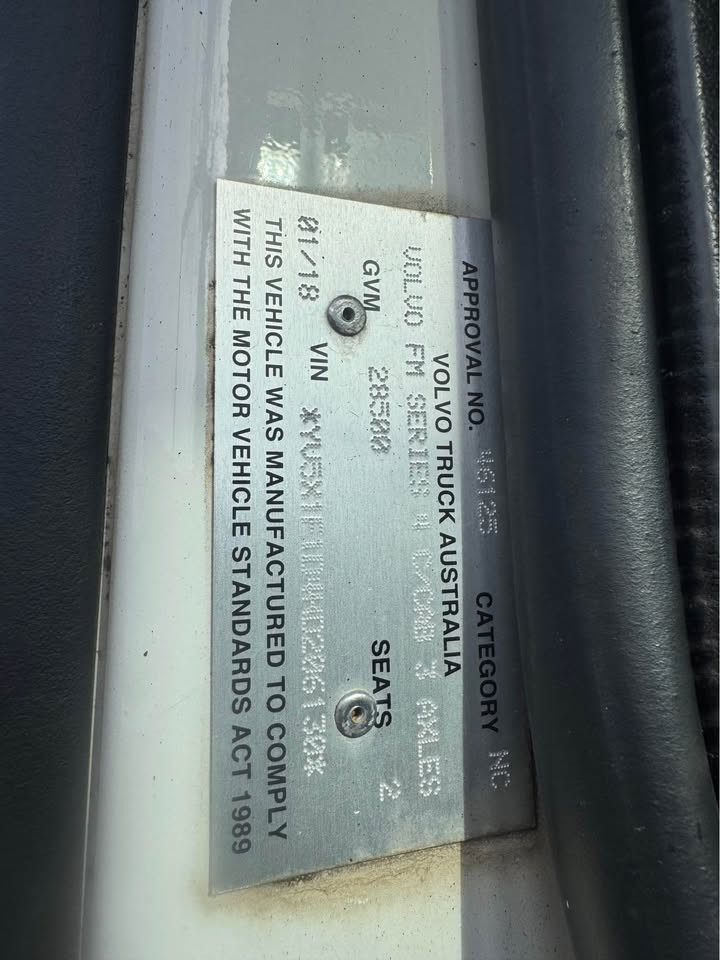 APPROVAL NO. 46125 CATEGORY NC
VOLVO TRUCK AUSTRALIA
VOLVO FM SERIES 4 C/CAB 3 AXLES
GVM 28500 SEATS 2
01/18 VIN
THIS VEHICLE WAS MANUFACTURED TO COMPLY
WITH THE MOTOR VEHICLE STANDARDS ACT 1989